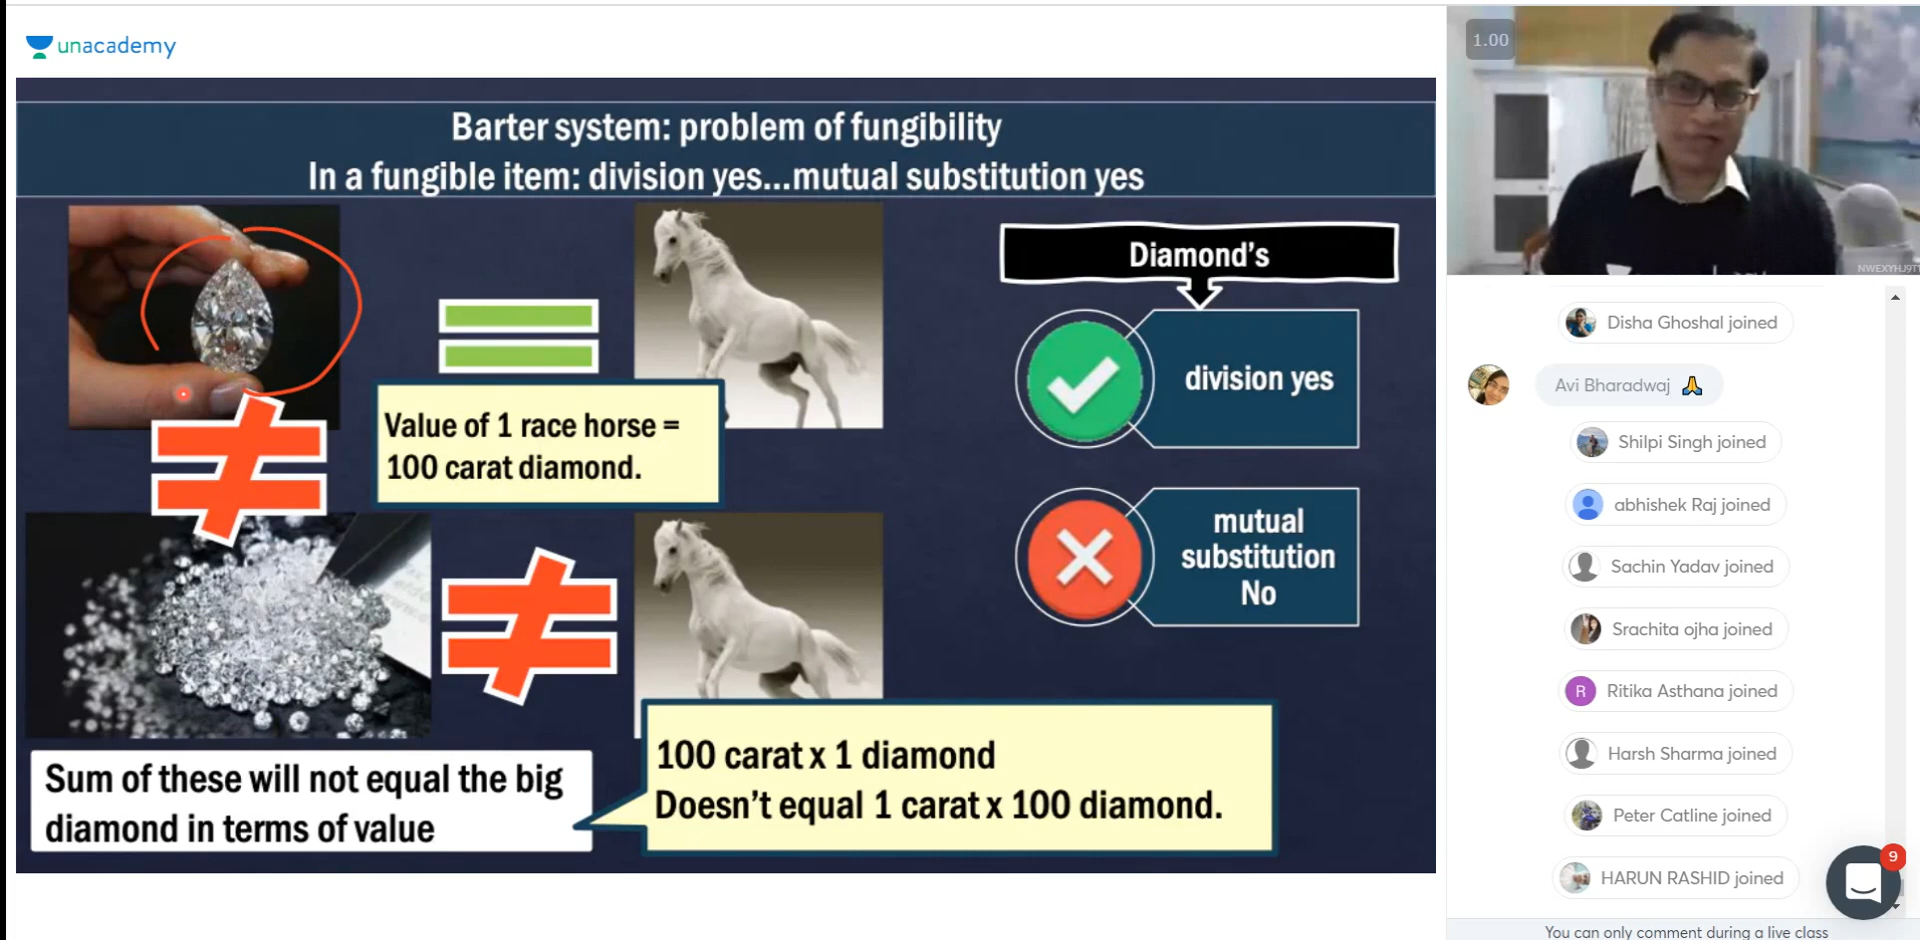 unacademy
Barter system: problem of fungibility
In a fungible item: division yes...mutual substitution yes
Diamond's
division yes
Value of 1 race horse =
100 carat diamond.
mutual
substitution
No
Sum of these will not equal the big
diamond in terms of value
100 carat x 1 diamond
Doesn't equal 1 carat x 100 diamond.
1.00
Disha Ghoshal joined
Avi Bharadwaj 🙏
Shilpi Singh joined
abhishek Raj joined
Sachin Yadav joined
Srachita ojha joined
R Ritika Asthana joined
Harsh Sharma joined
Peter Catline joined
9
HARUN RASHID joined
You can only comment during a live class